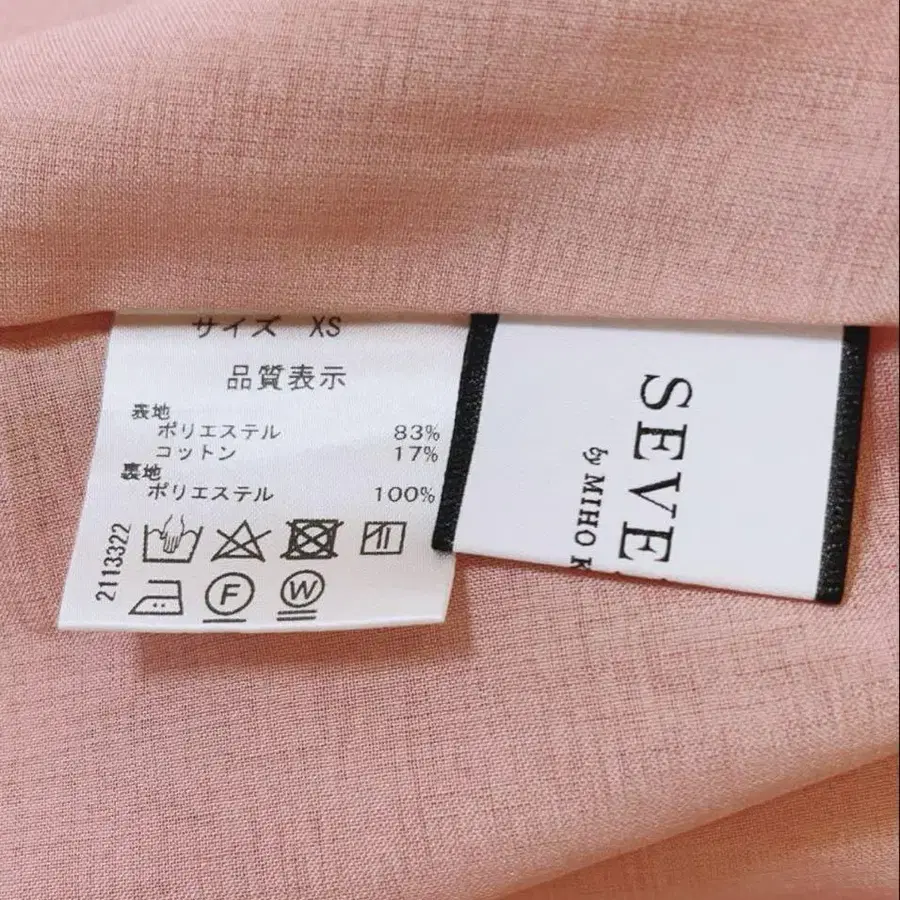 サイズ XS
品質表示
表地
ポリエステル 83%
コットン 17%
裏地
ポリエステル 100%
2113322
F W
SEVE
by MIHO K